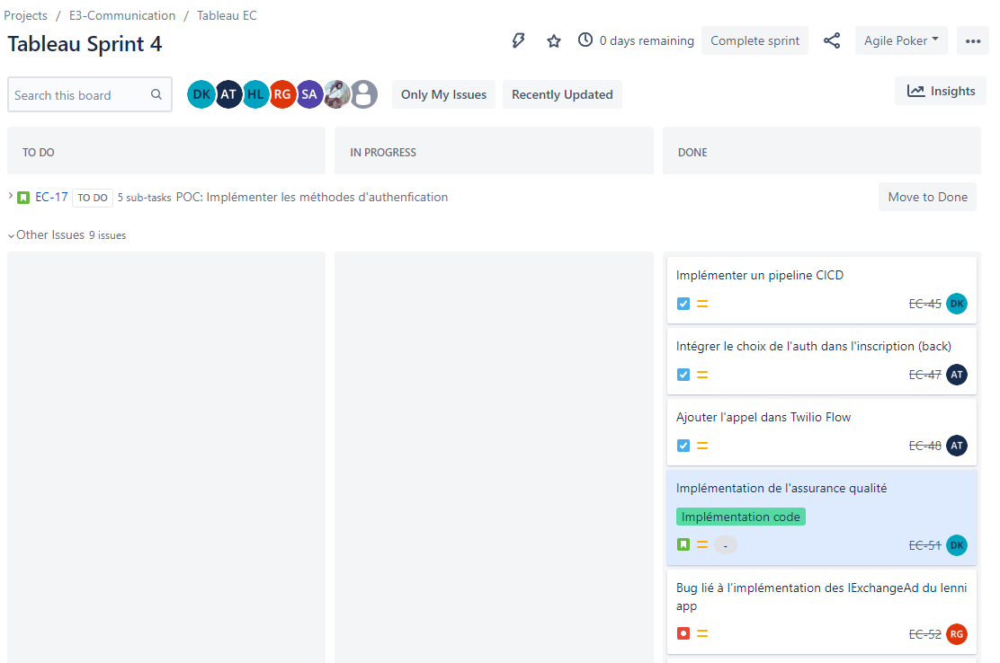 Projects / E3-Communication / Tableau EC
Tableau Sprint 4
0 days remaining
Complete sprint
Agile Poker
Search this board
DK AT HL RG SA
Only My Issues
Recently Updated
Insights
TO DO
IN PROGRESS
DONE
EC-17 TO DO 5 sub-tasks POC: Implémenter les méthodes d'authenfication
Move to Done
Other Issues 9 issues
Implémenter un pipeline CICD
EC-45 DK
Intégrer le choix de l'auth dans l'inscription (back)
EC-47 AT
Ajouter l'appel dans Twilio Flow
EC-48 AT
Implémentation de l'assurance qualité
Implémentation code
- EC-51 DK
Bug lié à l'implémentation des IExchangeAd du lenni
app
EC-52 RG